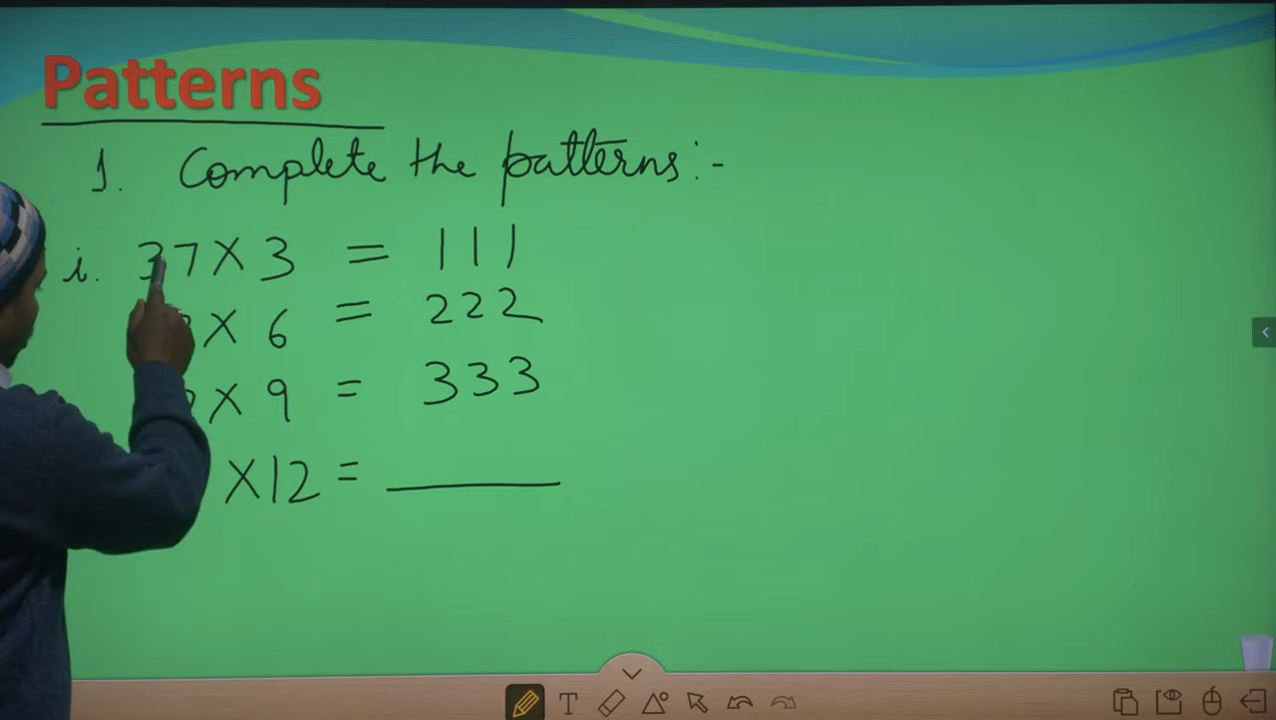 Patterns
1. Complete the patterns:-
i. 37 X 3 = 111
X 6 = 222
X 9 = 333
X 12 = ______
T